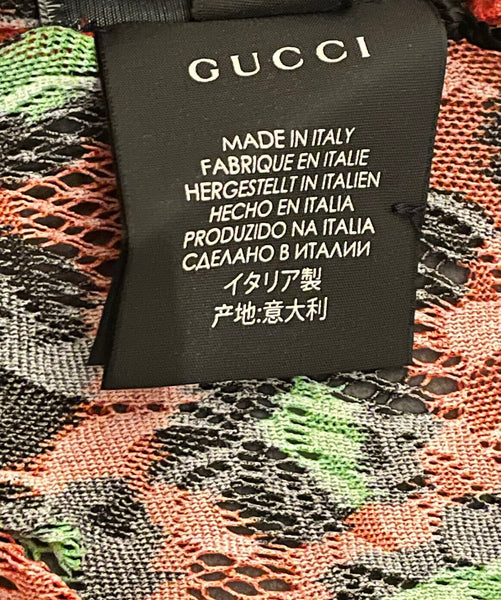 GUCCI
MADE IN ITALY
FABRIQUE EN ITALIE
HERGESTELLT IN ITALIEN
HECHO EN ITALIA
PRODUZIDO NA ITALIA
СДЕЛАНО В ИТАЛИИ
イタリア製
产地:意大利